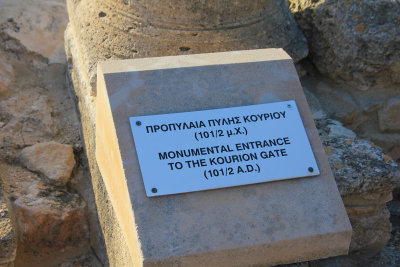 ΠΡΟΠΥΛΑΙΑ ΠΥΛΗΣ ΚΟΥΡΙΟΥ
(101/2 μ.Χ.)
MONUMENTAL ENTRANCE
TO THE KOURION GATE
(101/2 A.D.)